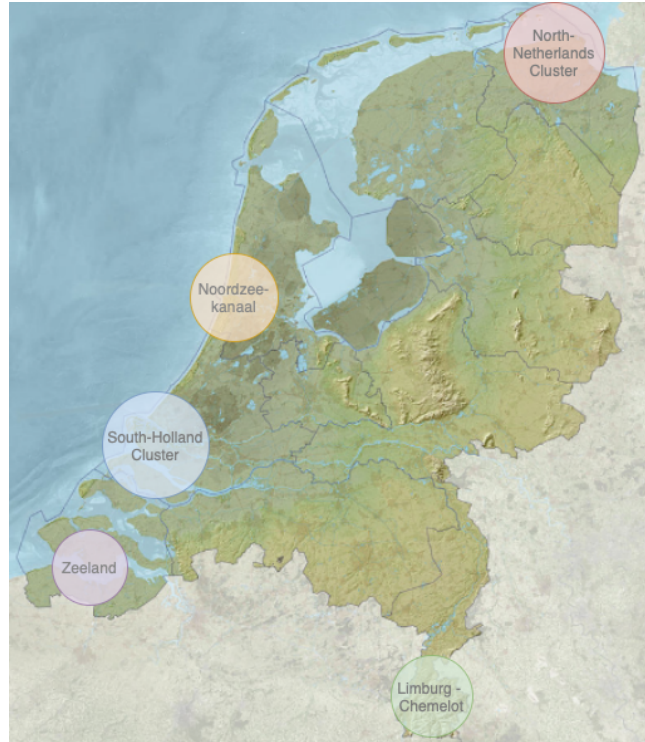 North-
Netherlands
Cluster
Noordzee-
kanaal
South-Holland
Cluster
Zeeland
Limburg -
Chemelot